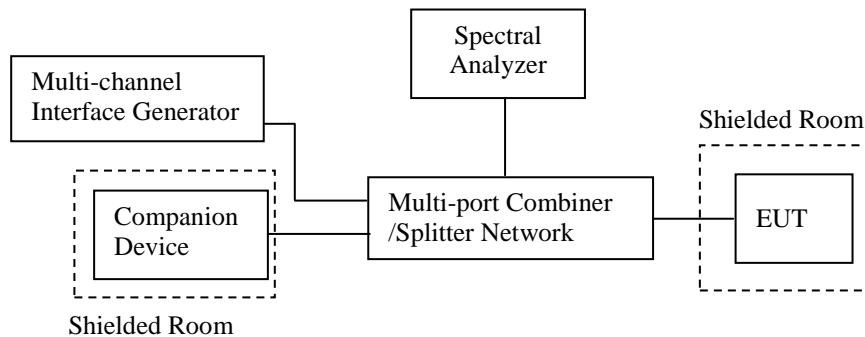 Spectral
Analyzer
Multi-channel
Interface Generator
Shielded Room
Companion
Device
Multi-port Combiner
/Splitter Network
EUT
Shielded Room